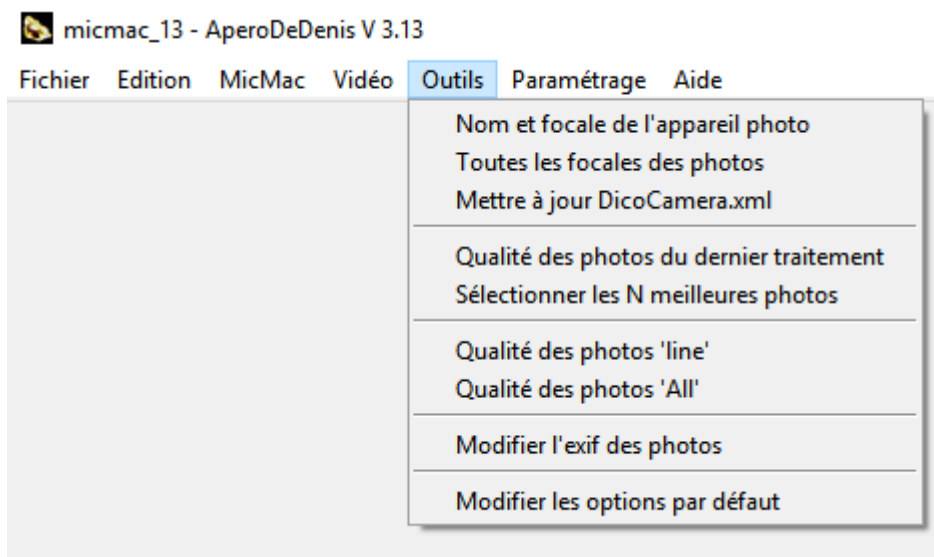 micmac_13 - AperoDeDenis V 3.13
Fichier Edition MicMac Vidéo Outils Paramétrage Aide
Nom et focale de l'appareil photo
Toutes les focales des photos
Mettre à jour DicoCamera.xml
Qualité des photos du dernier traitement
Sélectionner les N meilleures photos
Qualité des photos 'line'
Qualité des photos 'All'
Modifier l'exif des photos
Modifier les options par défaut